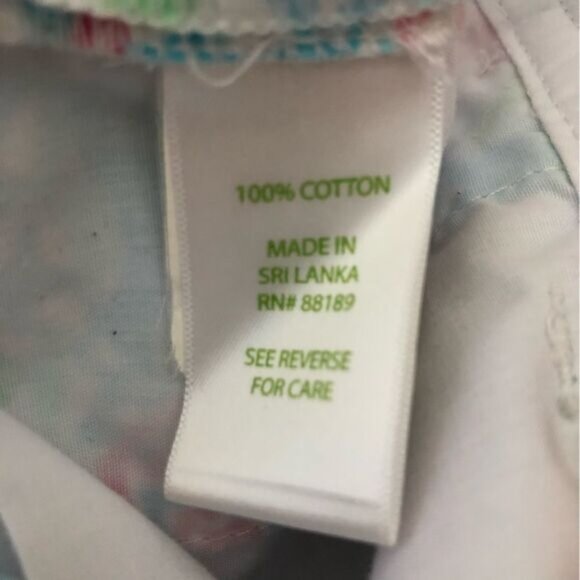 100% COTTON
MADE IN
SRI LANKA
RN# 88189
SEE REVERSE
FOR CARE